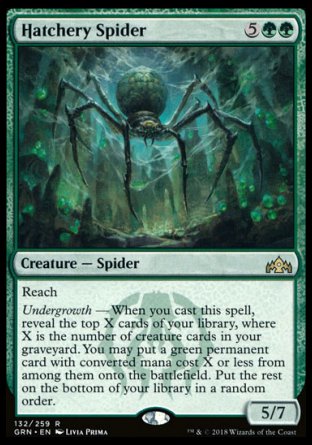 Hatchery Spider 5
Creature — Spider
Reach
Undergrowth — When you cast this spell,
reveal the top X cards of your library, where
X is the number of creature cards in your
graveyard. You may put a green permanent
card with converted mana cost X or less from
among them onto the battlefield. Put the rest
on the bottom of your library in a random
order.
5/7
132/259 R
GRN • EN LIVIA PRIMA ™ & © 2018 Wizards of the Coast